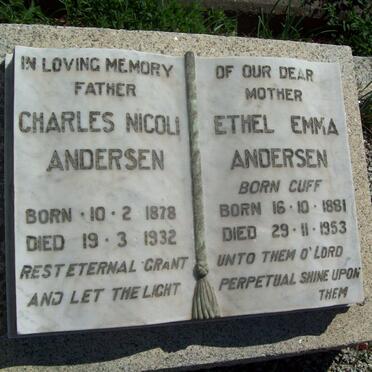 IN LOVING MEMORY
FATHER
CHARLES NICOLI
ANDERSEN
BORN · 10 · 2 1878
DIED 19 · 3 1932
REST ETERNAL GRANT
AND LET THE LIGHT
OF OUR DEAR
MOTHER
ETHEL EMMA
ANDERSEN
BORN CUFF
BORN 16 · 10 · 1881
DIED 29 · 11 · 1953
UNTO THEM O' LORD
PERPETUAL SHINE UPON
THEM